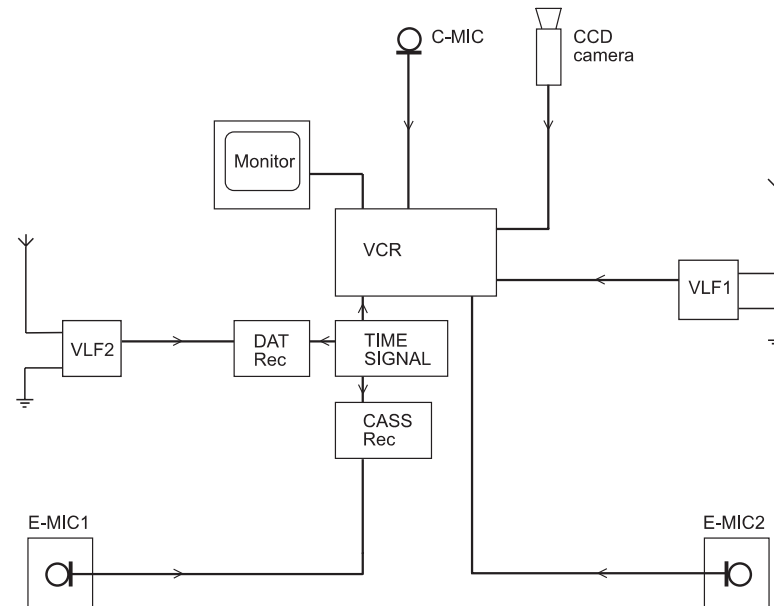 C-MIC
CCD
camera
Monitor
VCR
VLF1
VLF2
DAT
Rec
TIME
SIGNAL
CASS
Rec
E-MIC1
E-MIC2